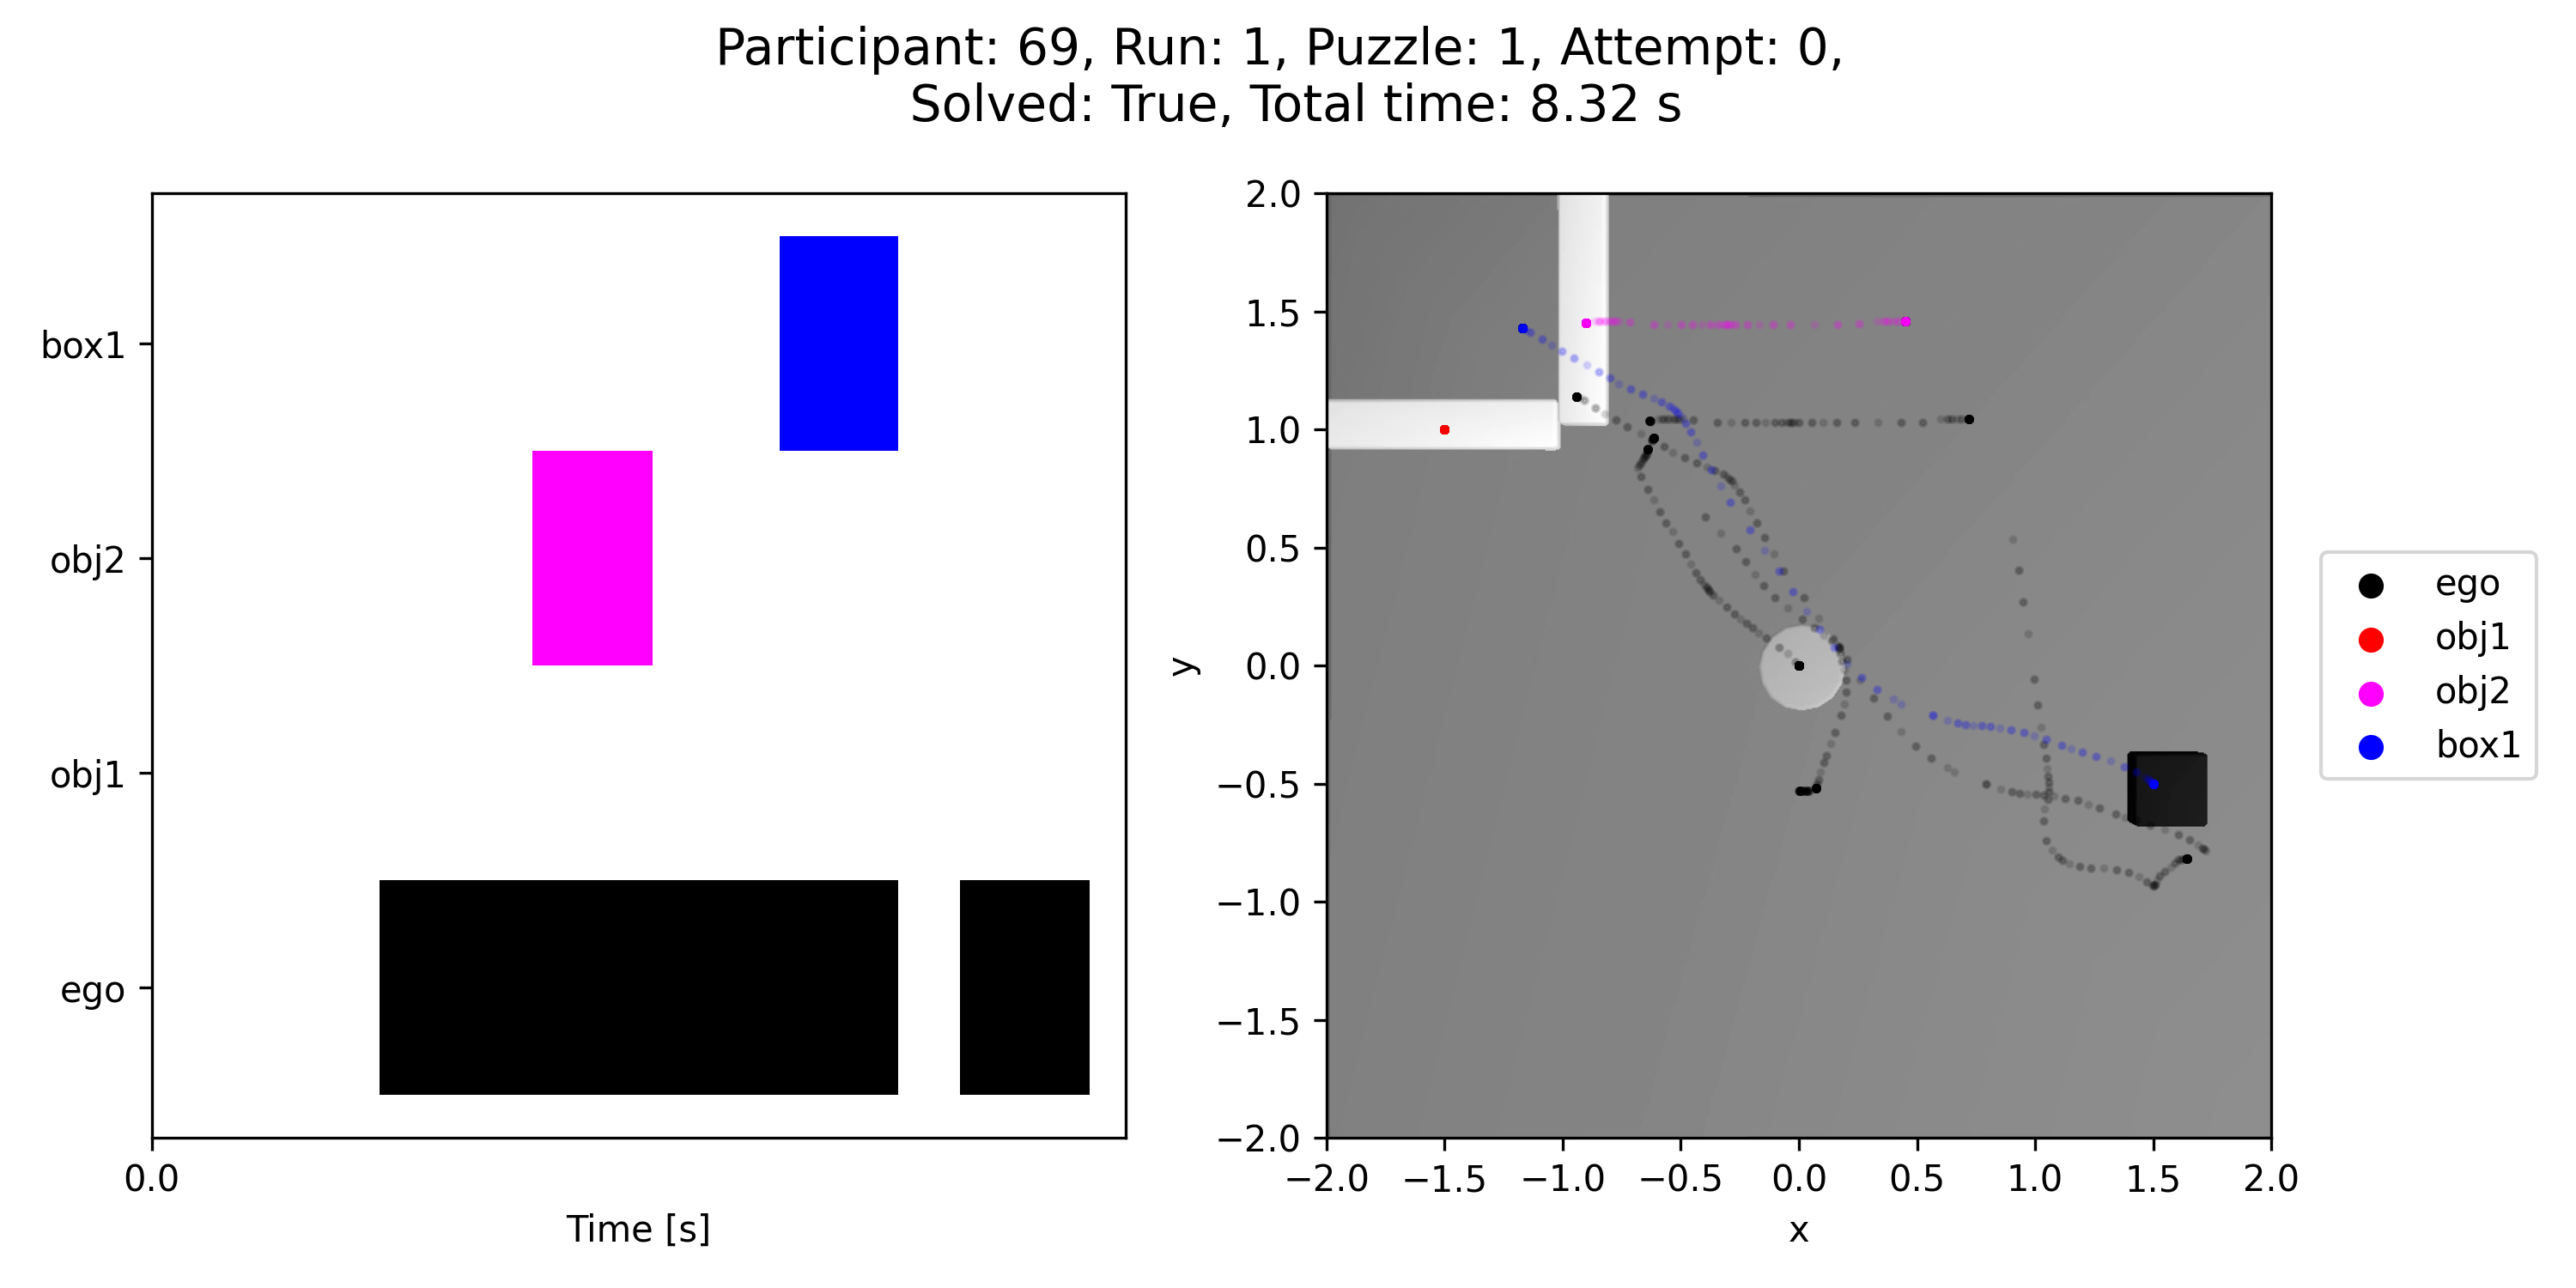 Participant: 69, Run: 1, Puzzle: 1, Attempt: 0,
Solved: True, Total time: 8.32 s
box1
obj2
obj1
ego
0.0
Time [s]
2.0
1.5
1.0
0.5
0.0
−0.5
−1.0
−1.5
−2.0
y
−2.0 −1.5 −1.0 −0.5 0.0 0.5 1.0 1.5 2.0
x
ego
obj1
obj2
box1